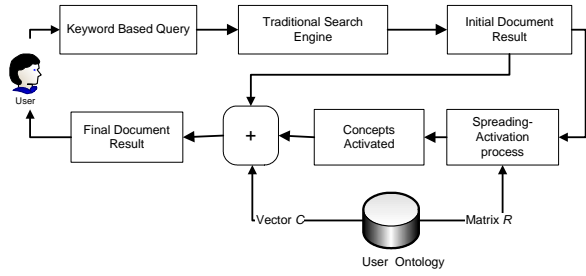 Keyword Based Query
Traditional Search
Engine
Initial Document
Result
User
Final Document
Result
+
Concepts
Activated
Spreading-
Activation
process
Vector C
Matrix R
User Ontology